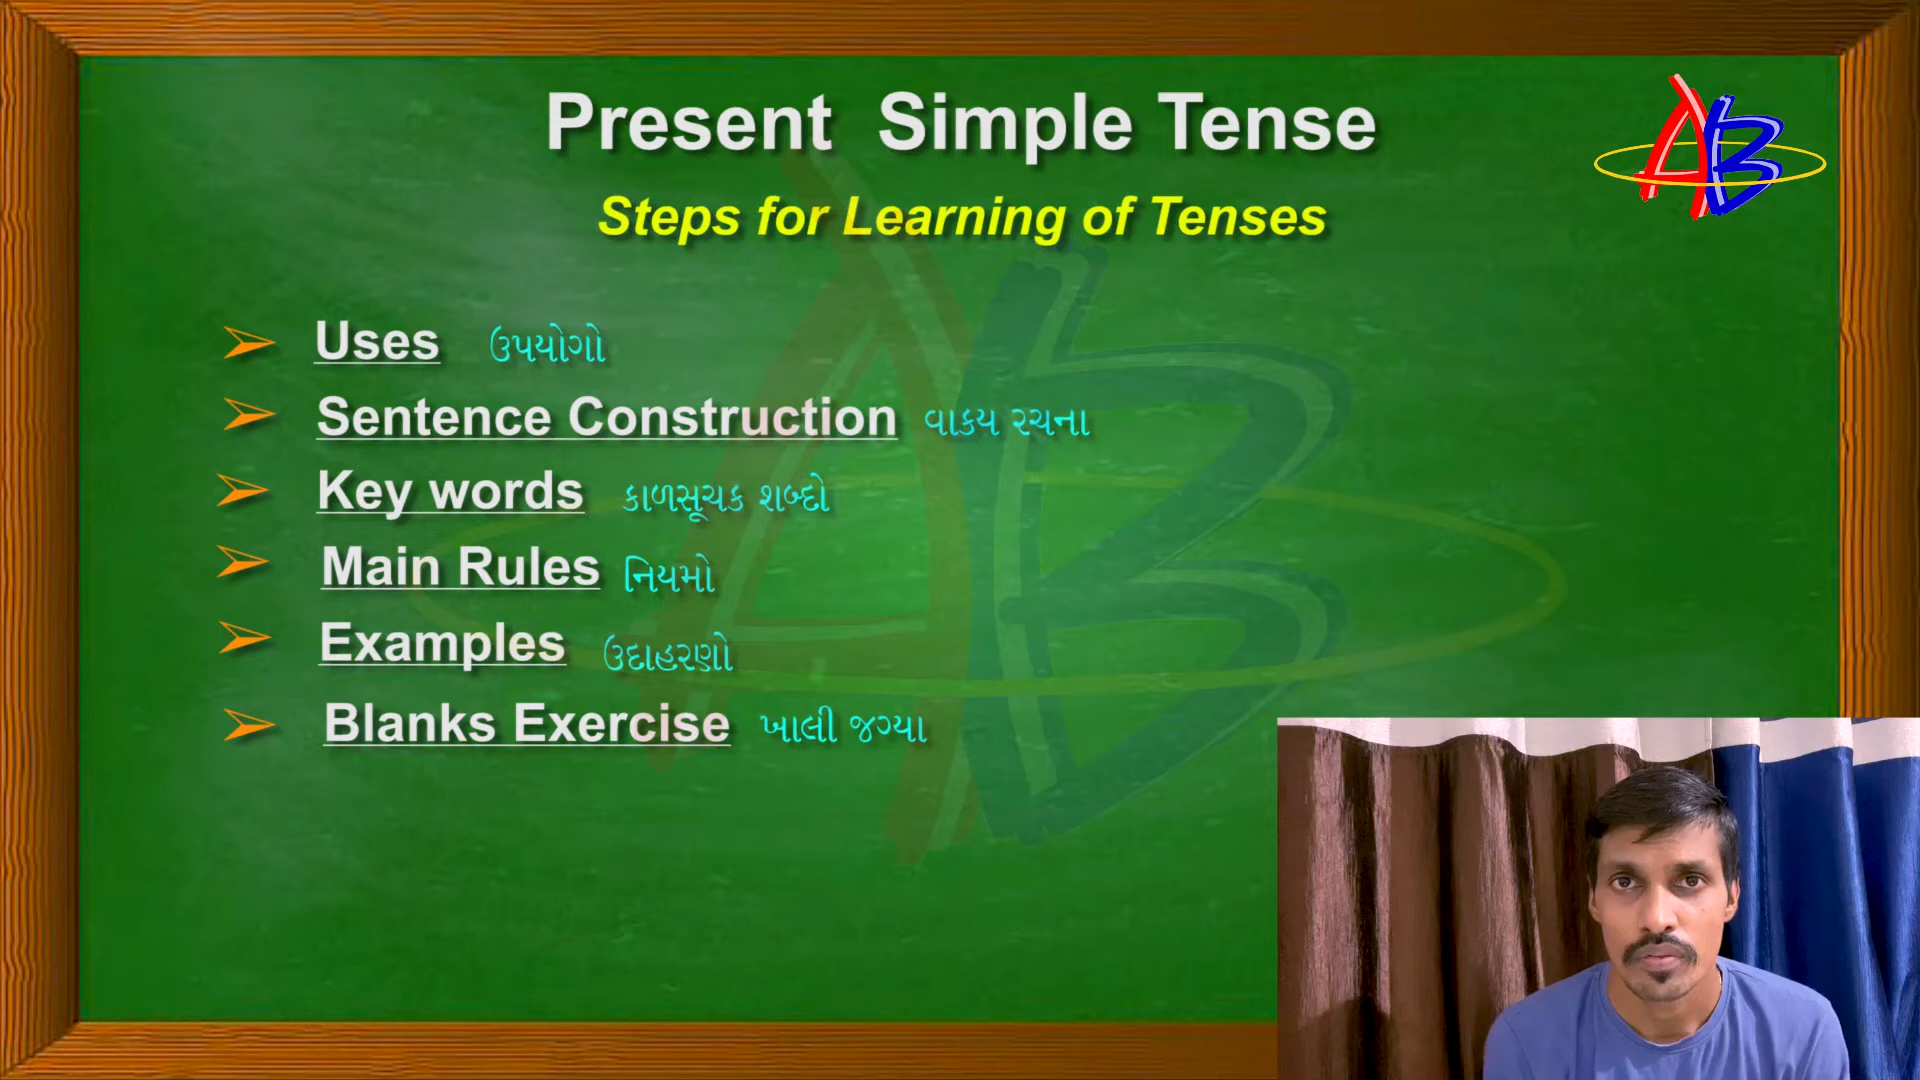 Present Simple Tense
AB
Steps for Learning of Tenses
➢ Uses ઉપયોગો
➢ Sentence Construction વાક્ય રચના
➢ Key words કાળસૂચક શબ્દો
➢ Main Rules નિયમો
➢ Examples ઉદાહરણો
➢ Blanks Exercise ખાલી જગ્યા